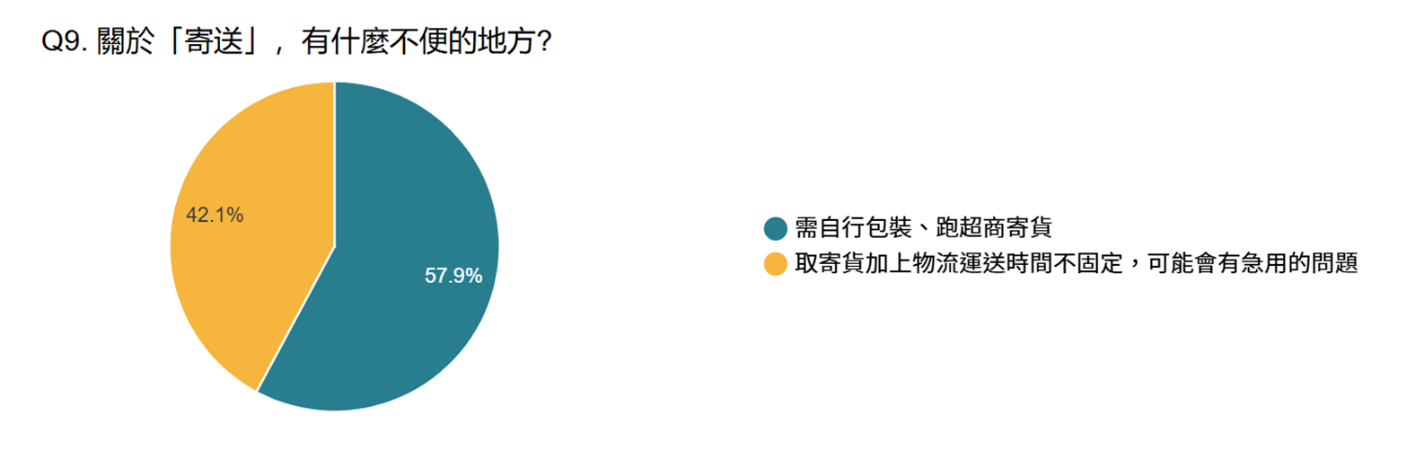 Q9. 關於「寄送」, 有什麼不便的地方?
42.1%
57.9%
需自行包裝、跑超商寄貨
取寄貨加上物流運送時間不固定，可能會有急用的問題